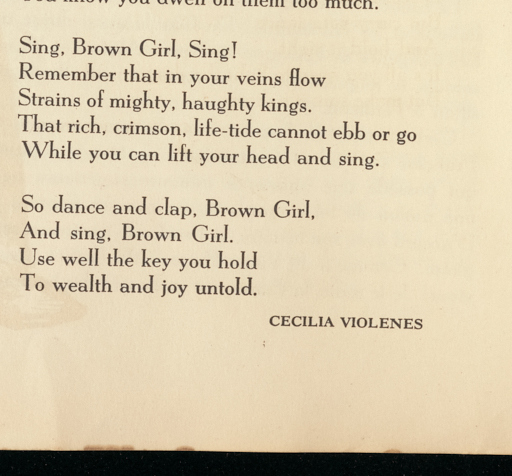 you dwell on them too much.
Sing, Brown Girl, Sing!
Remember that in your veins flow
Strains of mighty, haughty kings.
That rich, crimson, life-tide cannot ebb or go
While you can lift your head and sing.
So dance and clap, Brown Girl,
And sing, Brown Girl.
Use well the key you hold
To wealth and joy untold.
CECILIA VIOLENES